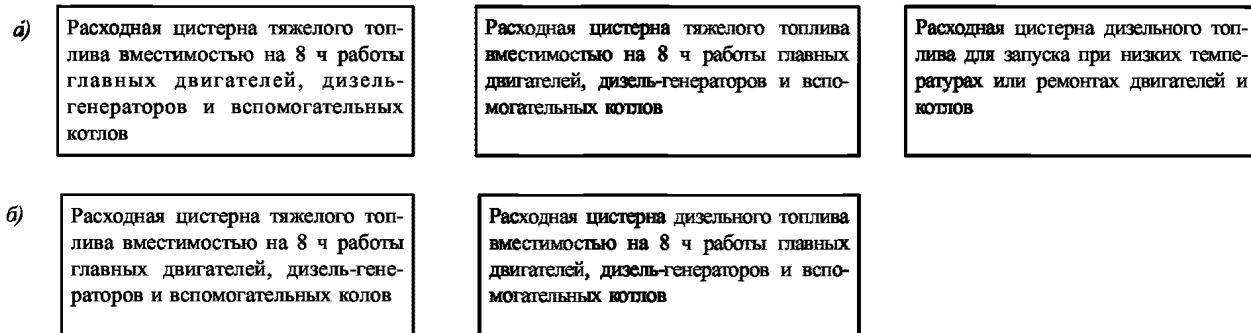 а)
Расходная цистерна тяжелого топ-
лива вместимостью на 8 ч работы
главных двигателей, дизель-
генераторов и вспомогательных
котлов
Расходная цистерна тяжелого топлива
вместимостью на 8 ч работы главных
двигателей, дизель-генераторов и вспо-
могательных котлов
Расходная цистерна дизельного топ-
лива для запуска при низких темпе-
ратурах или ремонтах двигателей и
котлов
б)
Расходная цистерна тяжелого топ-
лива вместимостью на 8 ч работы
главных двигателей, дизель-гене-
раторов и вспомогательных колов
Расходная цистерна дизельного топлива
вместимостью на 8 ч работы главных
двигателей, дизель-генераторов и вспо-
могательных котлов